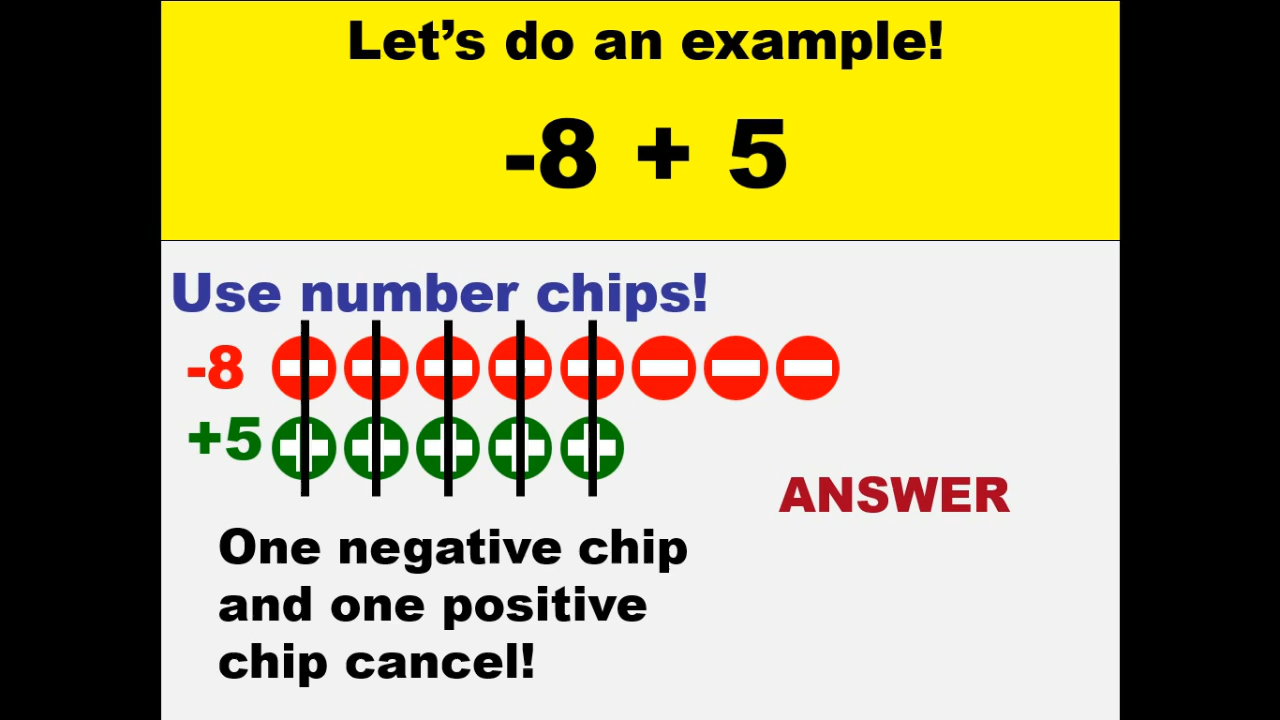 Let’s do an example!
-8 + 5
Use number chips!
-8
+5
ANSWER
One negative chip
and one positive
chip cancel!